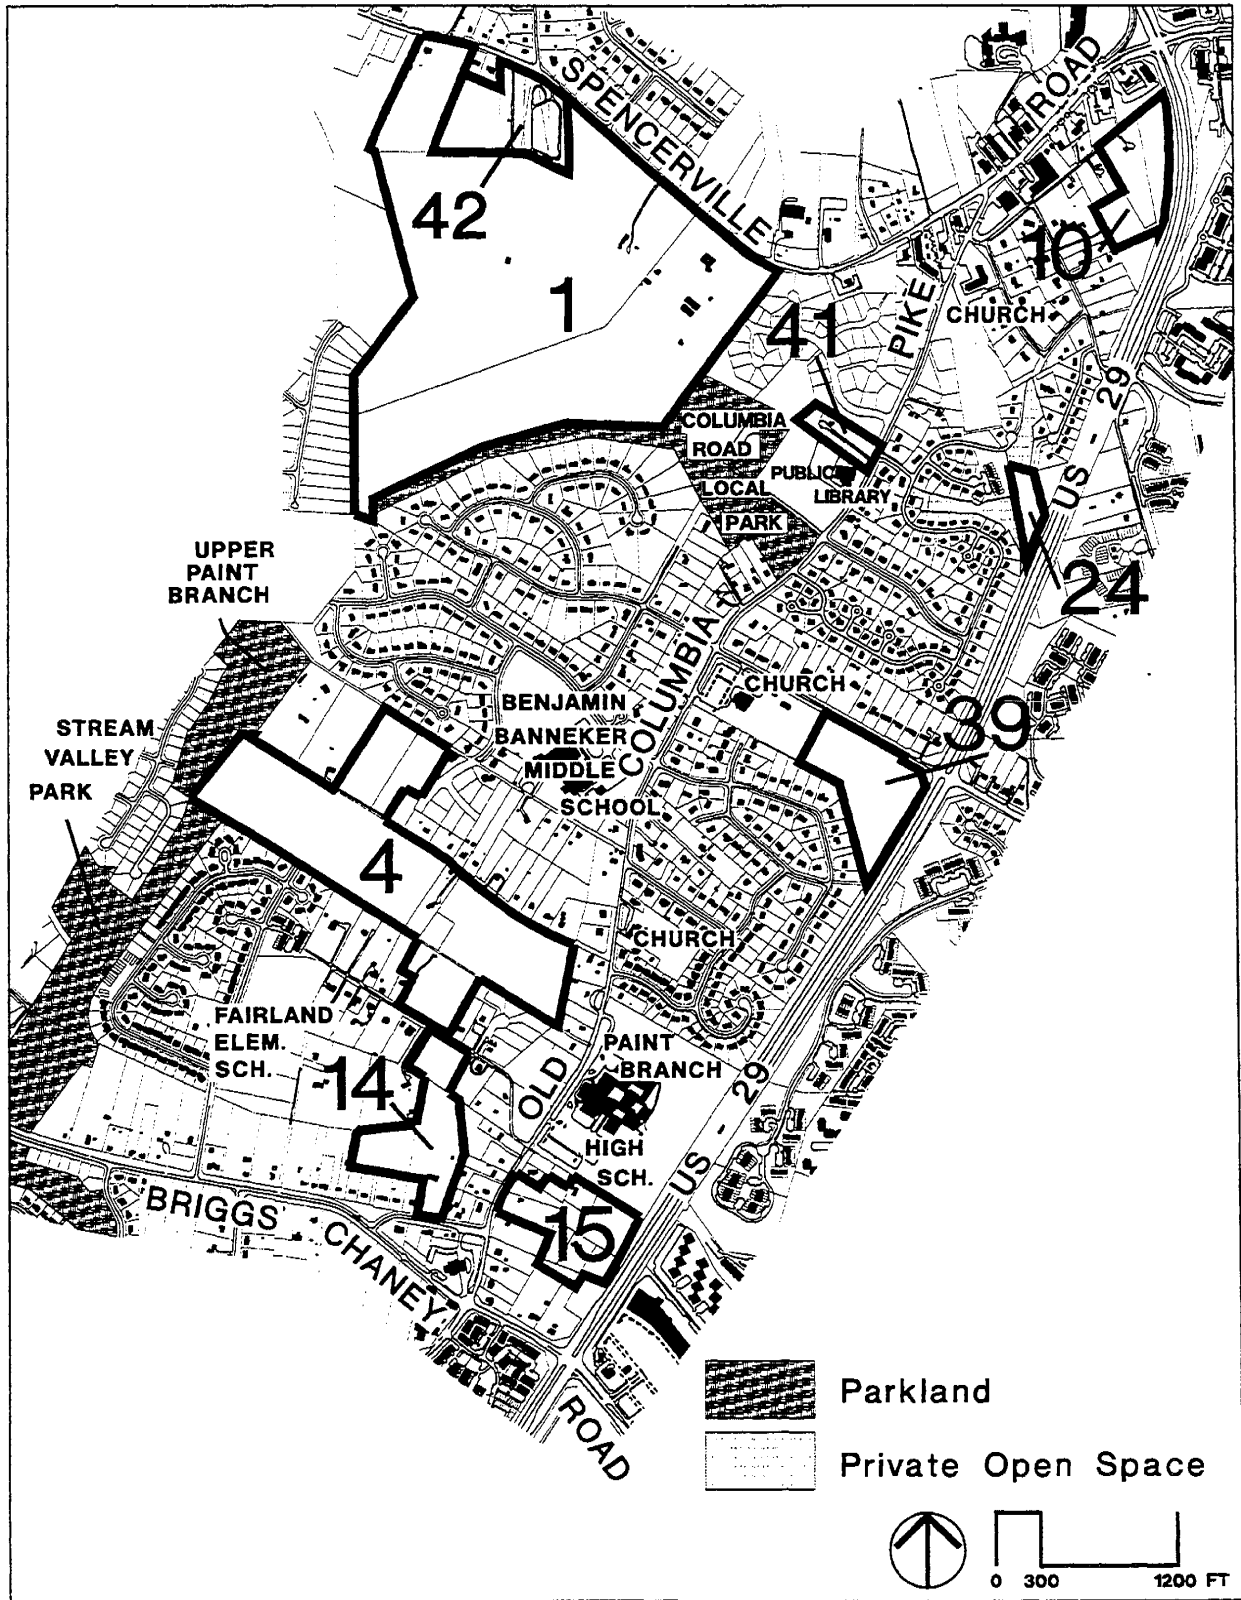 SPENCERVILLE
ROAD
42
10
1
41
PIKE
CHURCH
29
COLUMBIA
ROAD
PUBLIC
LOCAL
LIBRARY
US
PARK
UPPER
PAINT
BRANCH
24
COLUMBIA
CHURCH
BENJAMIN
STREAM
BANNEKER
39
VALLEY
MIDDLE
PARK
SCHOOL
4
CHURCH
FAIRLAND
ELEM.
SCH.
PAINT
BRANCH
14
OLD
29
HIGH
SCH.
US
BRIGGS
15
CHANEY
ROAD
Parkland
Private Open Space
0 300 1200 FT